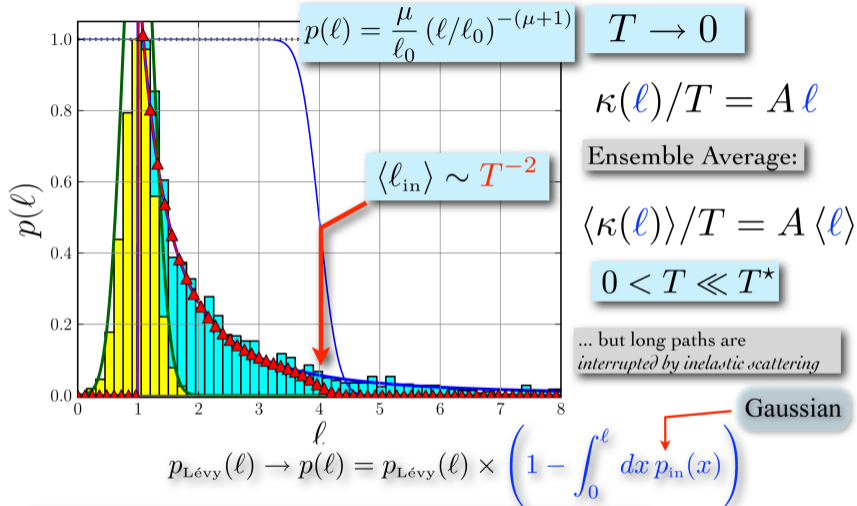 p(ℓ) = μ/ℓ₀ (ℓ/ℓ₀)^{−(μ+1)}
T → 0
κ(ℓ)/T = A ℓ
Ensemble Average:
⟨κ(ℓ)⟩/T = A ⟨ℓ⟩
0 < T ≪ T⋆
... but long paths are
interrupted by inelastic scattering
Gaussian
⟨ℓ_in⟩ ∼ T^{−2}
p(ℓ)
1.0
0.8
0.6
0.4
0.2
0.0
0 1 2 3 4 5 6 7 8
ℓ
p_Lévy(ℓ) → p(ℓ) = p_Lévy(ℓ) × (1 − ∫₀^ℓ dx p_in(x))